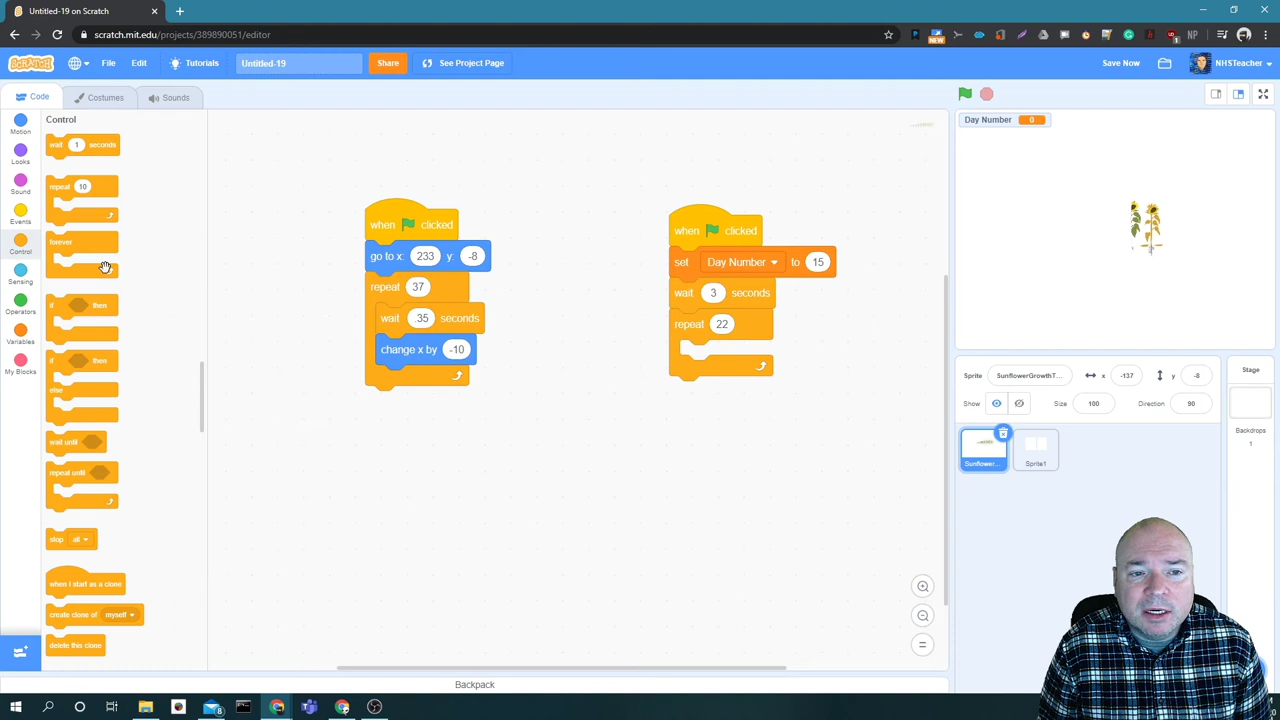 Untitled-19 on Scratch
scratch.mit.edu/projects/389890051/editor
NEW
NP
SCRATCH
File
Edit
Tutorials
Untitled-19
Share
See Project Page
Save Now
NHSTeacher
Code
Costumes
Sounds
Motion
Looks
Sound
Events
Control
Sensing
Operators
Variables
My Blocks
Control
wait 1 seconds
repeat 10
forever
if then
if then
else
wait until
repeat until
stop all
when I start as a clone
create clone of myself
delete this clone
when clicked
go to x: 233 y: -8
repeat 37
wait .35 seconds
change x by -10
when clicked
set Day Number to 15
wait 3 seconds
repeat 22
Day Number 0
Sprite SunflowerGrowthT... x -137 y -8
Show Size 100 Direction 90
Sunflower...
Sprite1
Stage
Backdrops
1
Backpack